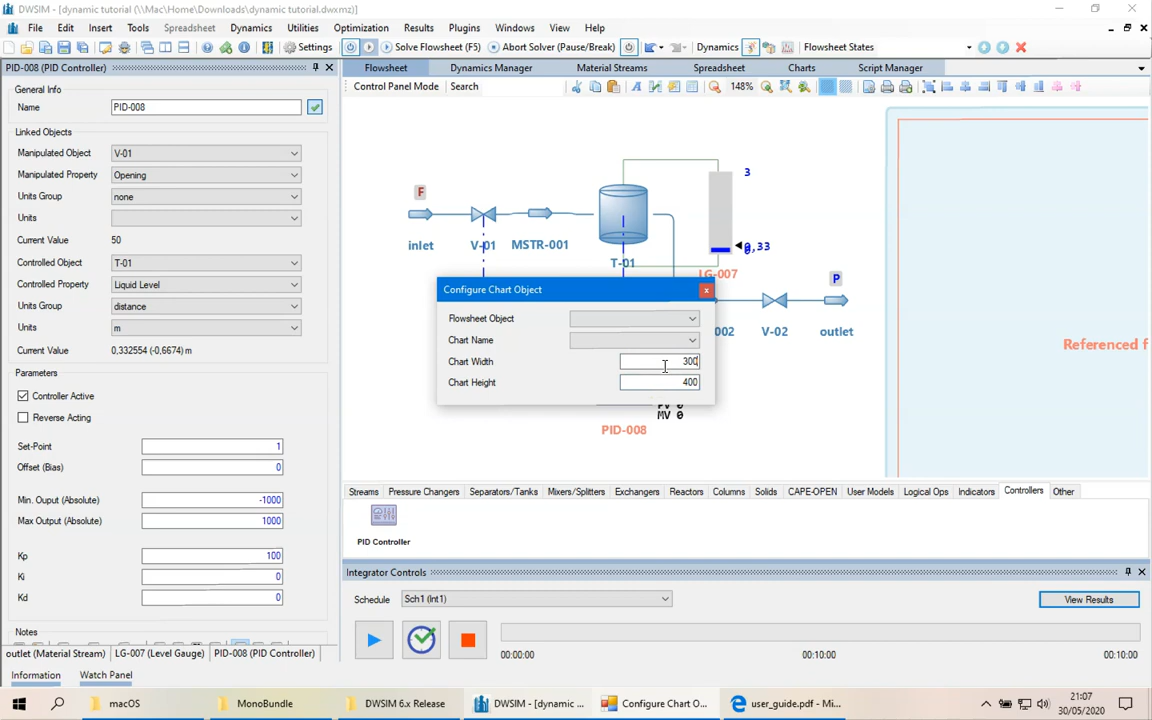 DWSIM - [dynamic tutorial (\\Mac\Home\Downloads\dynamic tutorial.dwxmz)]
File Edit Insert Tools Spreadsheet Dynamics Utilities Optimization Results Plugins Windows View Help
Settings Solve Flowsheet (F5) Abort Solver (Pause/Break) Dynamics Flowsheet States
PID-008 (PID Controller)
Flowsheet Dynamics Manager Material Streams Spreadsheet Charts Script Manager
Control Panel Mode Search 148%
General Info
Name PID-008
Linked Objects
Manipulated Object V-01
Manipulated Property Opening
Units Group none
Units
Current Value 50
Controlled Object T-01
Controlled Property Liquid Level
Units Group distance
Units m
Current Value 0,332554 (-0,6674) m
Parameters
Controller Active
Reverse Acting
Set-Point 1
Offset (Bias) 0
Min. Ouput (Absolute) -1000
Max Output (Absolute) 1000
Kp 100
Ki 0
Kd 0
Notes
outlet (Material Stream) LG-007 (Level Gauge) PID-008 (PID Controller)
Information Watch Panel
3
F
inlet V-01 MSTR-001
T-01
0,33
LG-007
P
002 V-02 outlet
Configure Chart Object
Flowsheet Object
Chart Name
Chart Width 300
Chart Height 400
MV 0
PID-008
Referenced f
Streams Pressure Changers Separators/Tanks Mixers/Splitters Exchangers Reactors Columns Solids CAPE-OPEN User Models Logical Ops Indicators Controllers Other
PID Controller
Integrator Controls
Schedule Sch1 (Int1) View Results
00:00:00 00:10:00 00:10:00
macOS MonoBundle DWSIM 6.x Release DWSIM - [dynamic ... Configure Chart O... user_guide.pdf - Mi...
21:07
30/05/2020